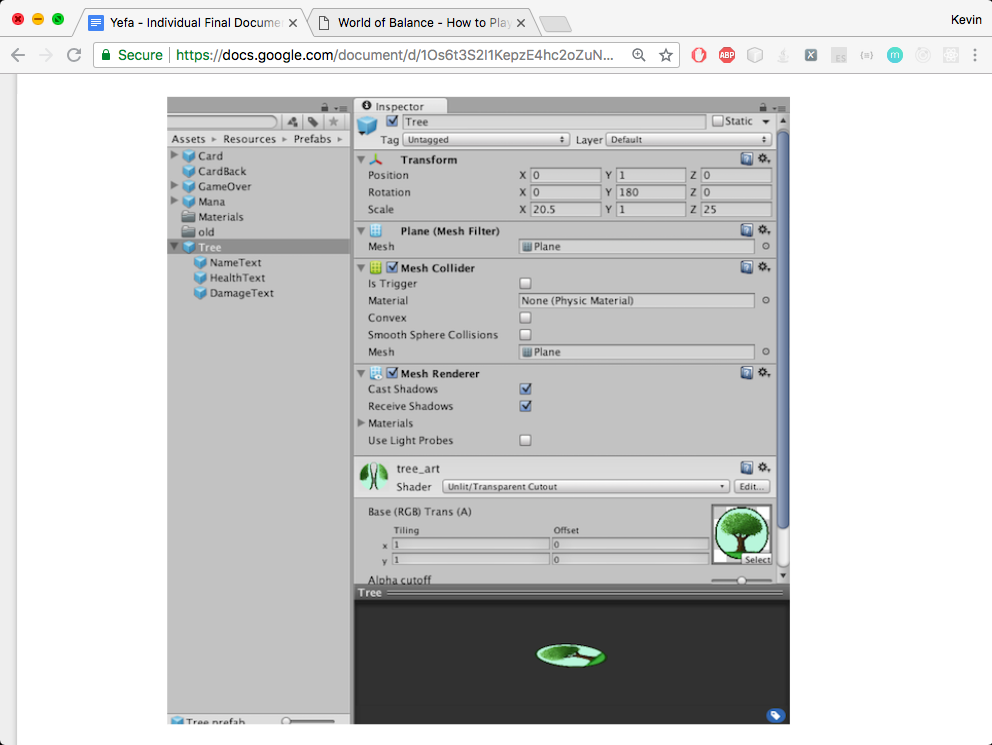 Yefa - Individual Final Docume
World of Balance - How to Play
Kevin
Secure
https://docs.google.com/document/d/1Os6t3S2I1KepzE4hc2oZuN...
ABP
m
Assets Resources Prefabs
Card
CardBack
GameOver
Mana
Materials
old
Tree
NameText
HealthText
DamageText
Tree prefab
Inspector
Tree
Static
Tag Untagged Layer Default
Transform
Position X 0 Y 1 Z 0
Rotation X 0 Y 180 Z 0
Scale X 20.5 Y 1 Z 25
Plane (Mesh Filter)
Mesh Plane
Mesh Collider
Is Trigger
Material None (Physic Material)
Convex
Smooth Sphere Collisions
Mesh Plane
Mesh Renderer
Cast Shadows
Receive Shadows
Materials
Use Light Probes
tree_art
Shader Unlit/Transparent Cutout Edit...
Base (RGB) Trans (A)
Tiling Offset
x 1 0
y 1 0
Select
Alpha cutoff
Tree